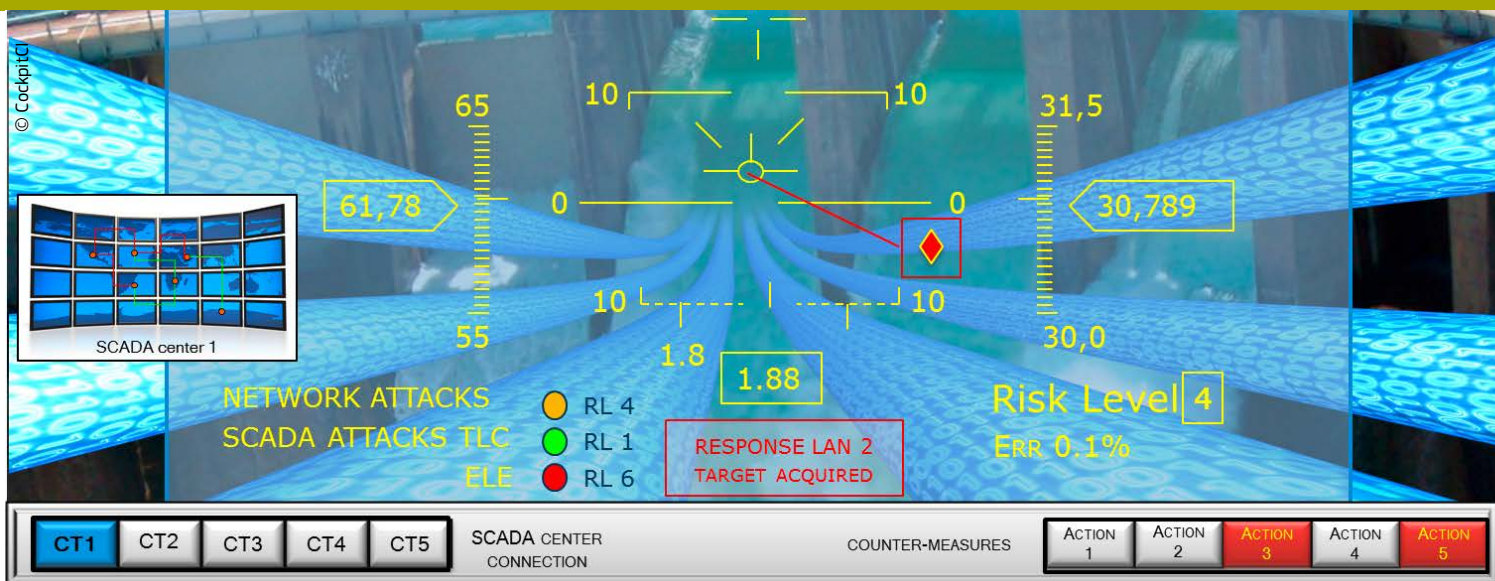 © CockpitCI
10 10
65 31,5
61,78 0 0 30,789
10 10
55 30,0
1.8
1.88
SCADA center 1
NETWORK ATTACKS RL 4
SCADA ATTACKS TLC RL 1
ELE RL 6
RESPONSE LAN 2
TARGET ACQUIRED
Risk Level 4
ERR 0.1%
CT1 CT2 CT3 CT4 CT5
SCADA CENTER
CONNECTION
COUNTER-MEASURES
ACTION
1
ACTION
2
ACTION
3
ACTION
4
ACTION
5